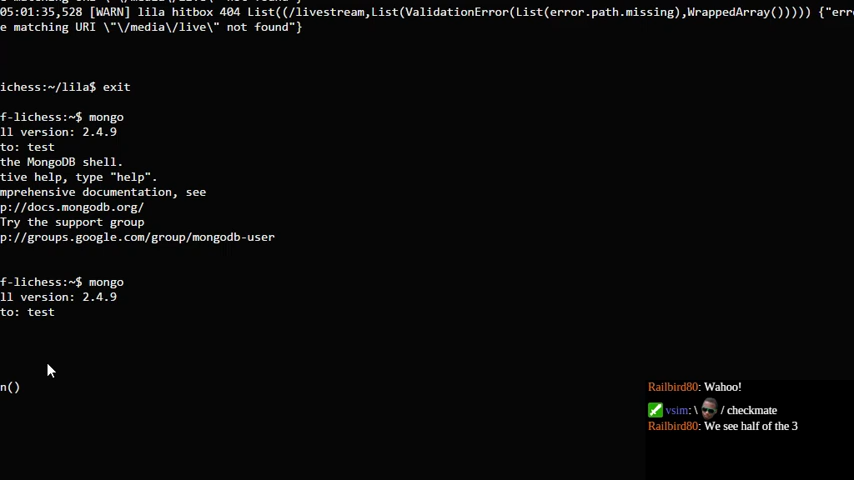 05:01:35,528 [WARN] lila hitbox 404 List((/livestream,List(ValidationError(List(error.path.missing),WrappedArray())))) {"erro
e matching URI \"\/media\/live\" not found"}
ichess:~/lila$ exit
f-lichess:~$ mongo
ll version: 2.4.9
to: test
the MongoDB shell.
tive help, type "help".
mprehensive documentation, see
p://docs.mongodb.org/
Try the support group
p://groups.google.com/group/mongodb-user
f-lichess:~$ mongo
ll version: 2.4.9
to: test
n()
Railbird80: Wahoo!
vsim: \ / checkmate
Railbird80: We see half of the 3